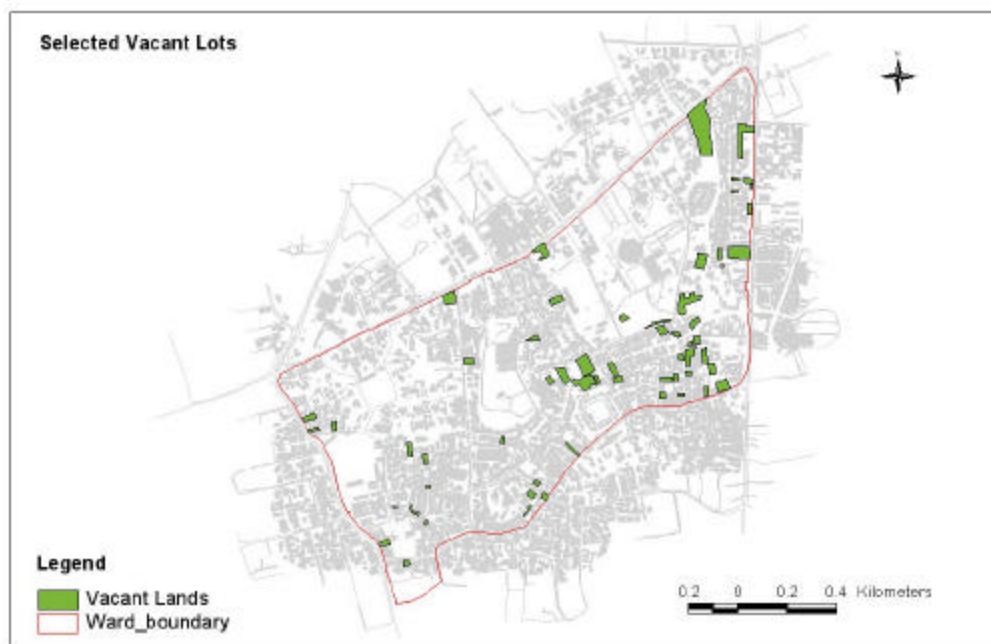 Selected Vacant Lots
Legend
Vacant Lands
Ward_boundary
0.2 0 0.2 0.4 Kilometers